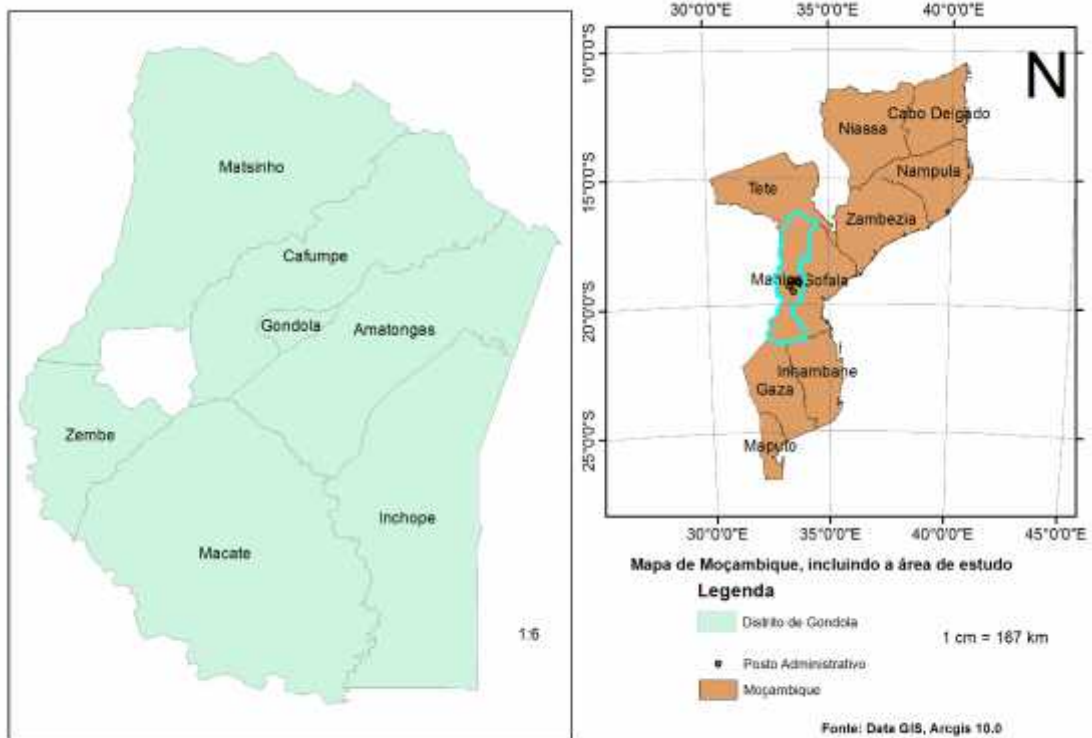 Matsinho
Cafumpe
Gondola
Amatongas
Zembe
Inchope
Macate
1:6
30°0'0"E 35°0'0"E 40°0'0"E
10°0'0"S
15°0'0"S
20°0'0"S
25°0'0"S
N
Cabo Delgado
Niassa
Nampula
Tete
Zambezia
Sofala
Inhambane
Gaza
Maputo
30°0'0"E 35°0'0"E 40°0'0"E 45°0'0"E
Mapa de Moçambique, incluindo a área de estudo
Legenda
Distrito de Gondola
1 cm = 167 km
Posto Administrativo
Moçambique
Fonte: Data GIS, Arcgis 10.0